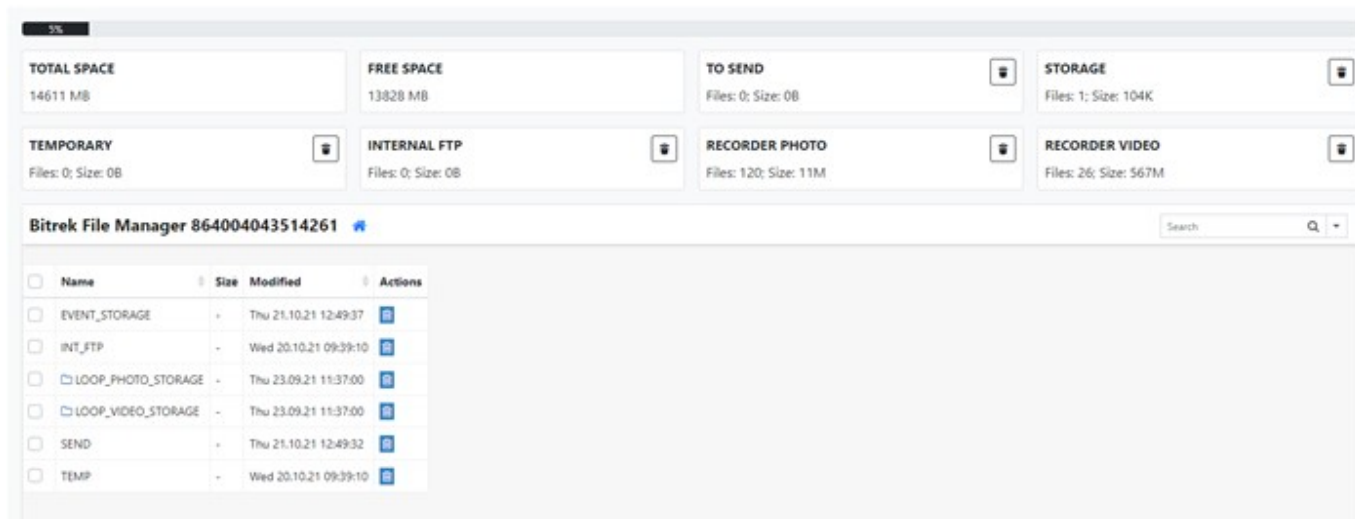 5%
TOTAL SPACE
14611 MB
FREE SPACE
13828 MB
TO SEND
Files: 0; Size: 0B
STORAGE
Files: 1; Size: 104K
TEMPORARY
Files: 0; Size: 0B
INTERNAL FTP
Files: 0; Size: 0B
RECORDER PHOTO
Files: 120; Size: 11M
RECORDER VIDEO
Files: 26; Size: 567M
Bitrek File Manager 864004043514261
Search
Name Size Modified Actions
EVENT_STORAGE - Thu 21.10.21 12:49:37
INT_FTP - Wed 20.10.21 09:39:10
LOOP_PHOTO_STORAGE - Thu 23.09.21 11:37:00
LOOP_VIDEO_STORAGE - Thu 23.09.21 11:37:00
SEND - Thu 21.10.21 12:49:32
TEMP - Wed 20.10.21 09:39:10